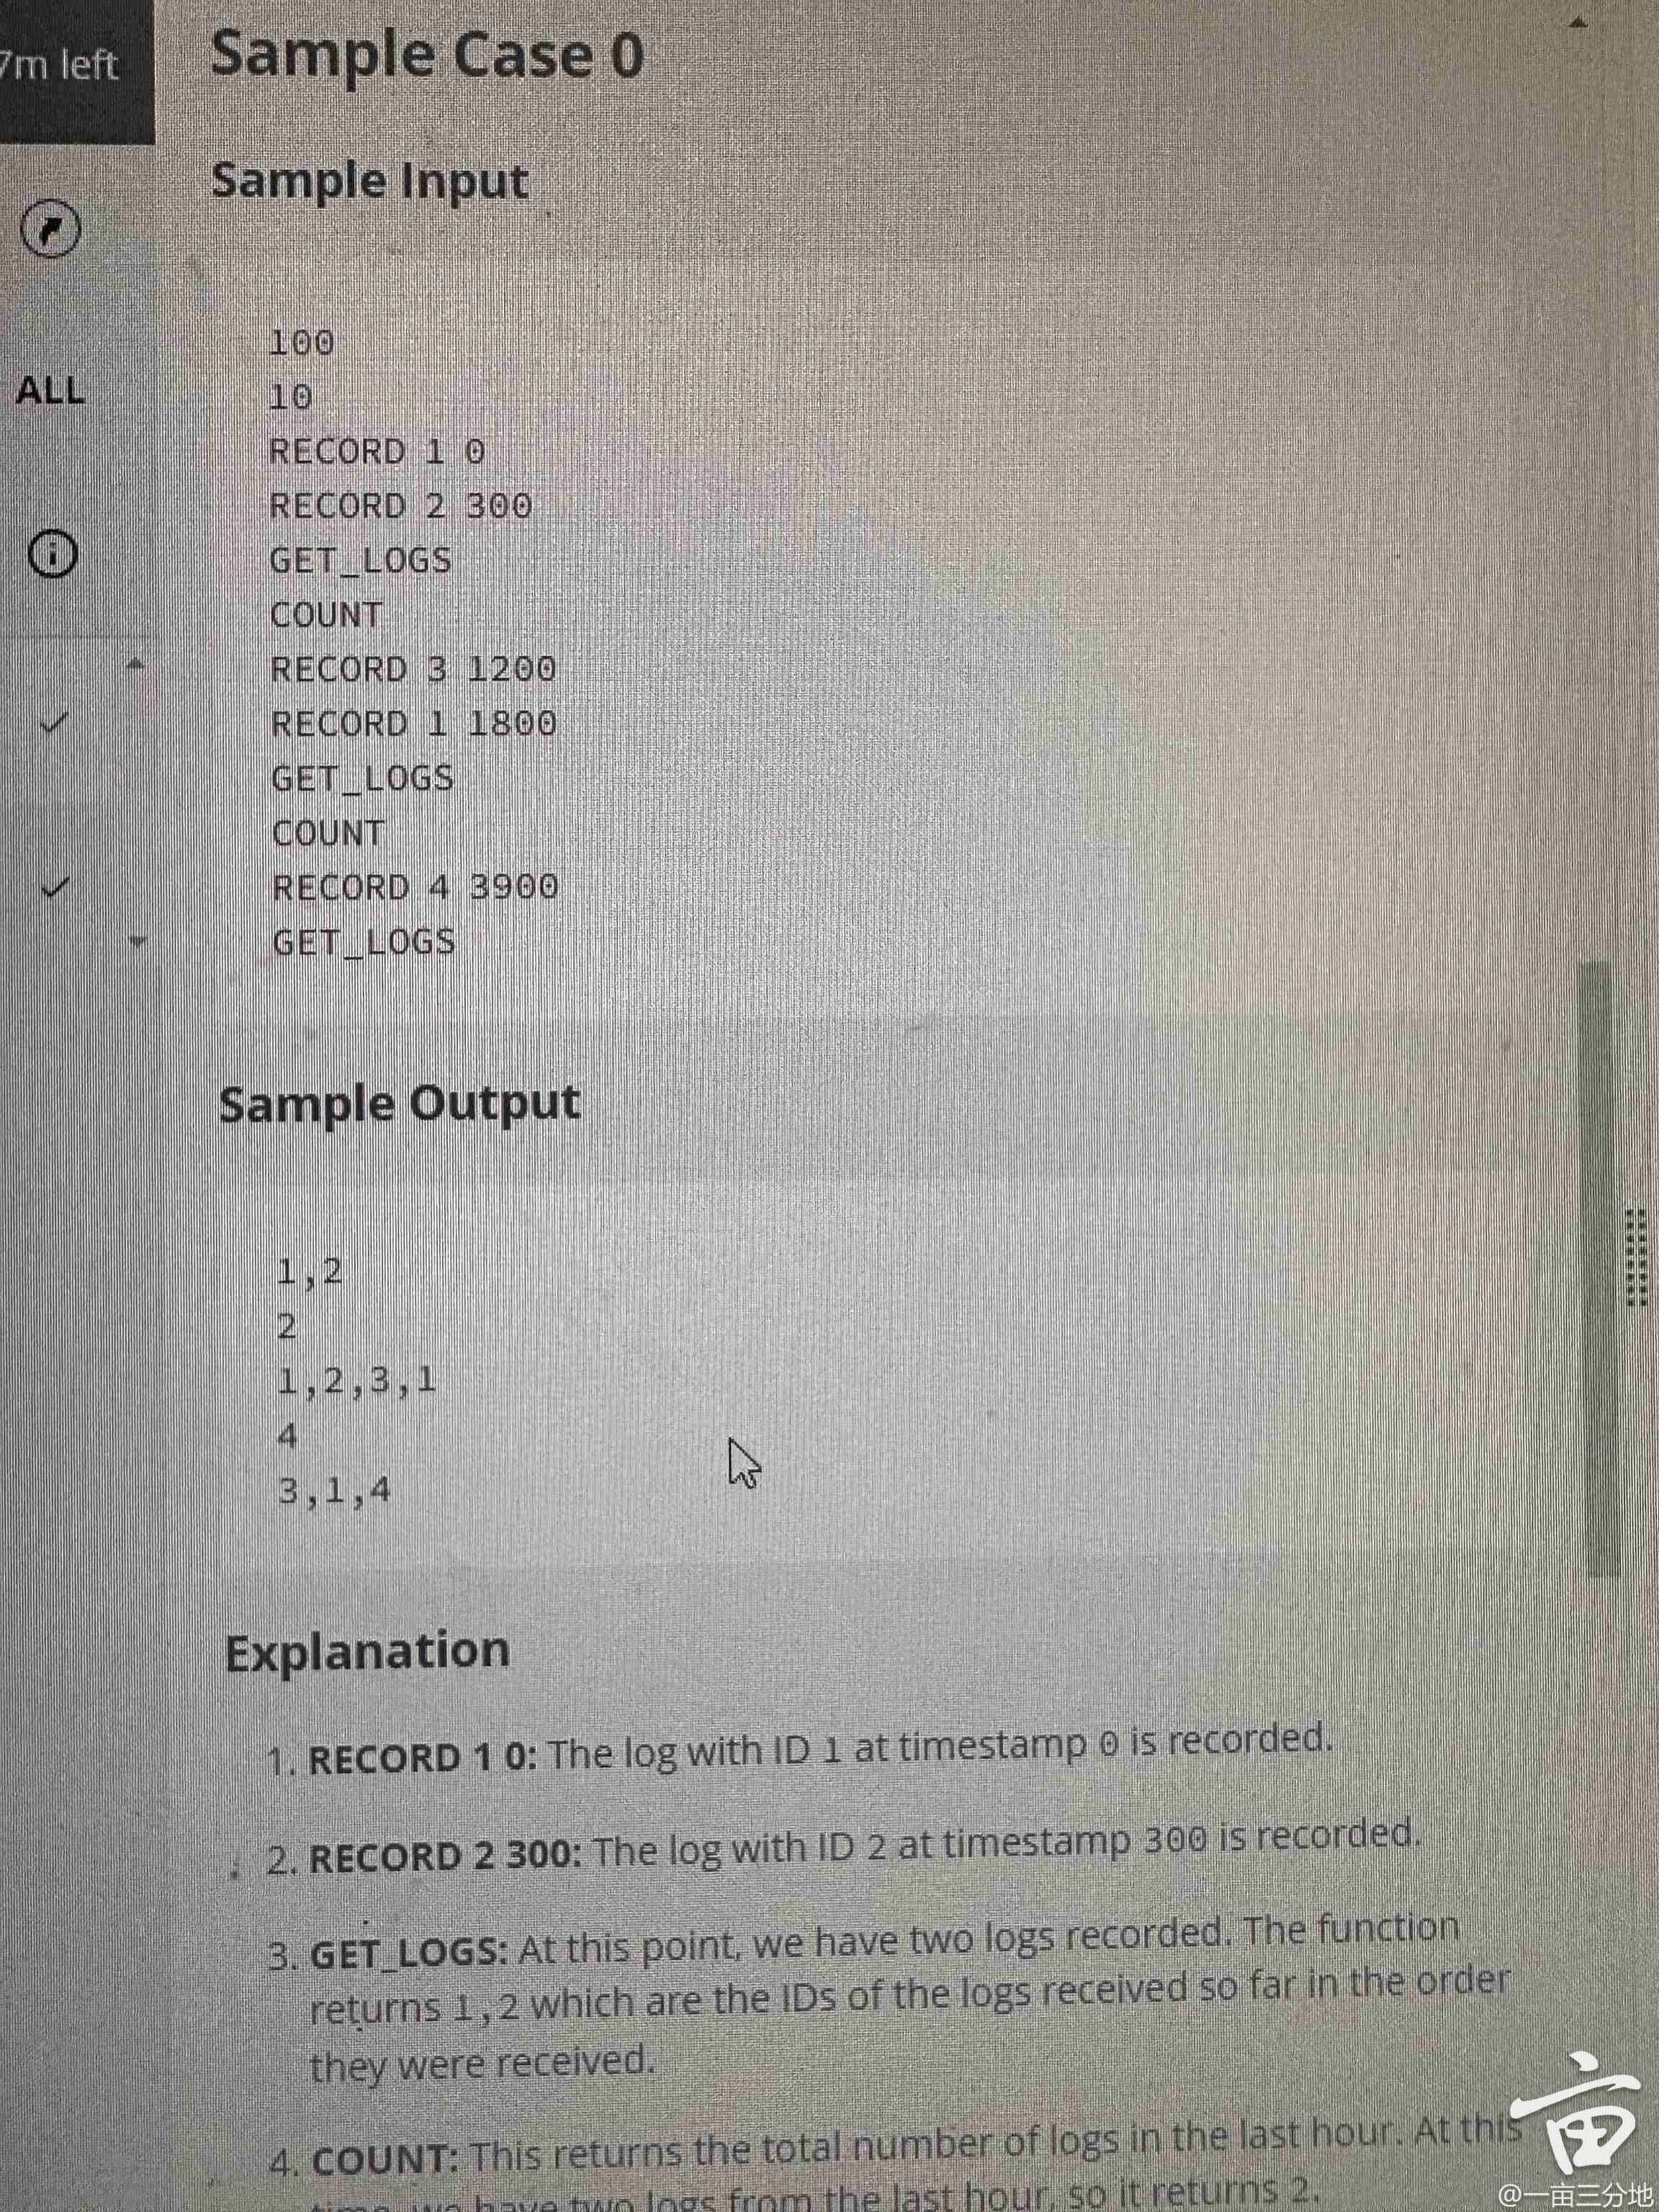 7m left
Sample Case 0
Sample Input
ALL
100
10
RECORD 1 0
RECORD 2 300
GET_LOGS
COUNT
RECORD 3 1200
RECORD 1 1800
GET_LOGS
COUNT
RECORD 4 3900
GET_LOGS
Sample Output
1,2
2
1,2,3,1
4
3,1,4
Explanation
1. RECORD 1 0: The log with ID 1 at timestamp 0 is recorded.
2. RECORD 2 300: The log with ID 2 at timestamp 300 is recorded.
3. GET_LOGS: At this point, we have two logs recorded. The function
returns 1,2 which are the IDs of the logs received so far in the order
they were received.
4. COUNT: This returns the total number of logs in the last hour. At this
time, we have two logs from the last hour, so it returns 2.
亩
@一亩三分地